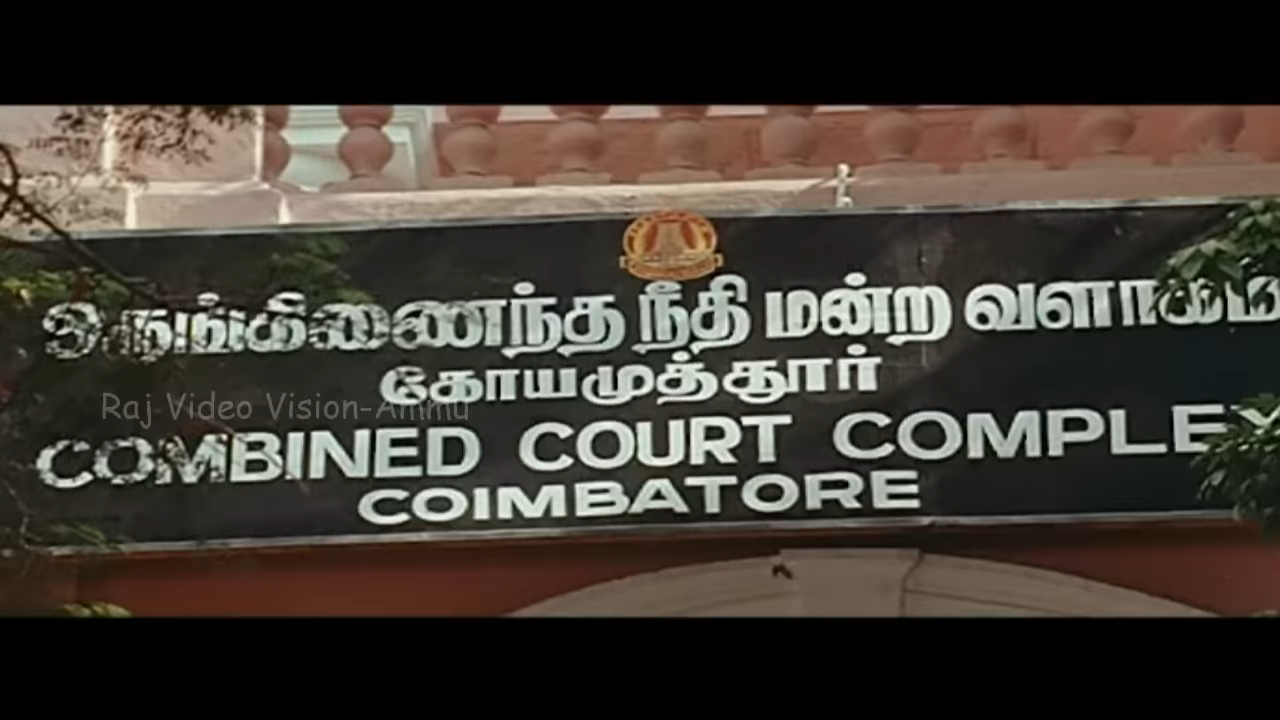 ஒருங்கிணைந்த நீதி மன்ற வளாகம்
கோயமுத்தூர்
Raj Video Vision-Ammu
COMBINED COURT COMPLEX
COIMBATORE